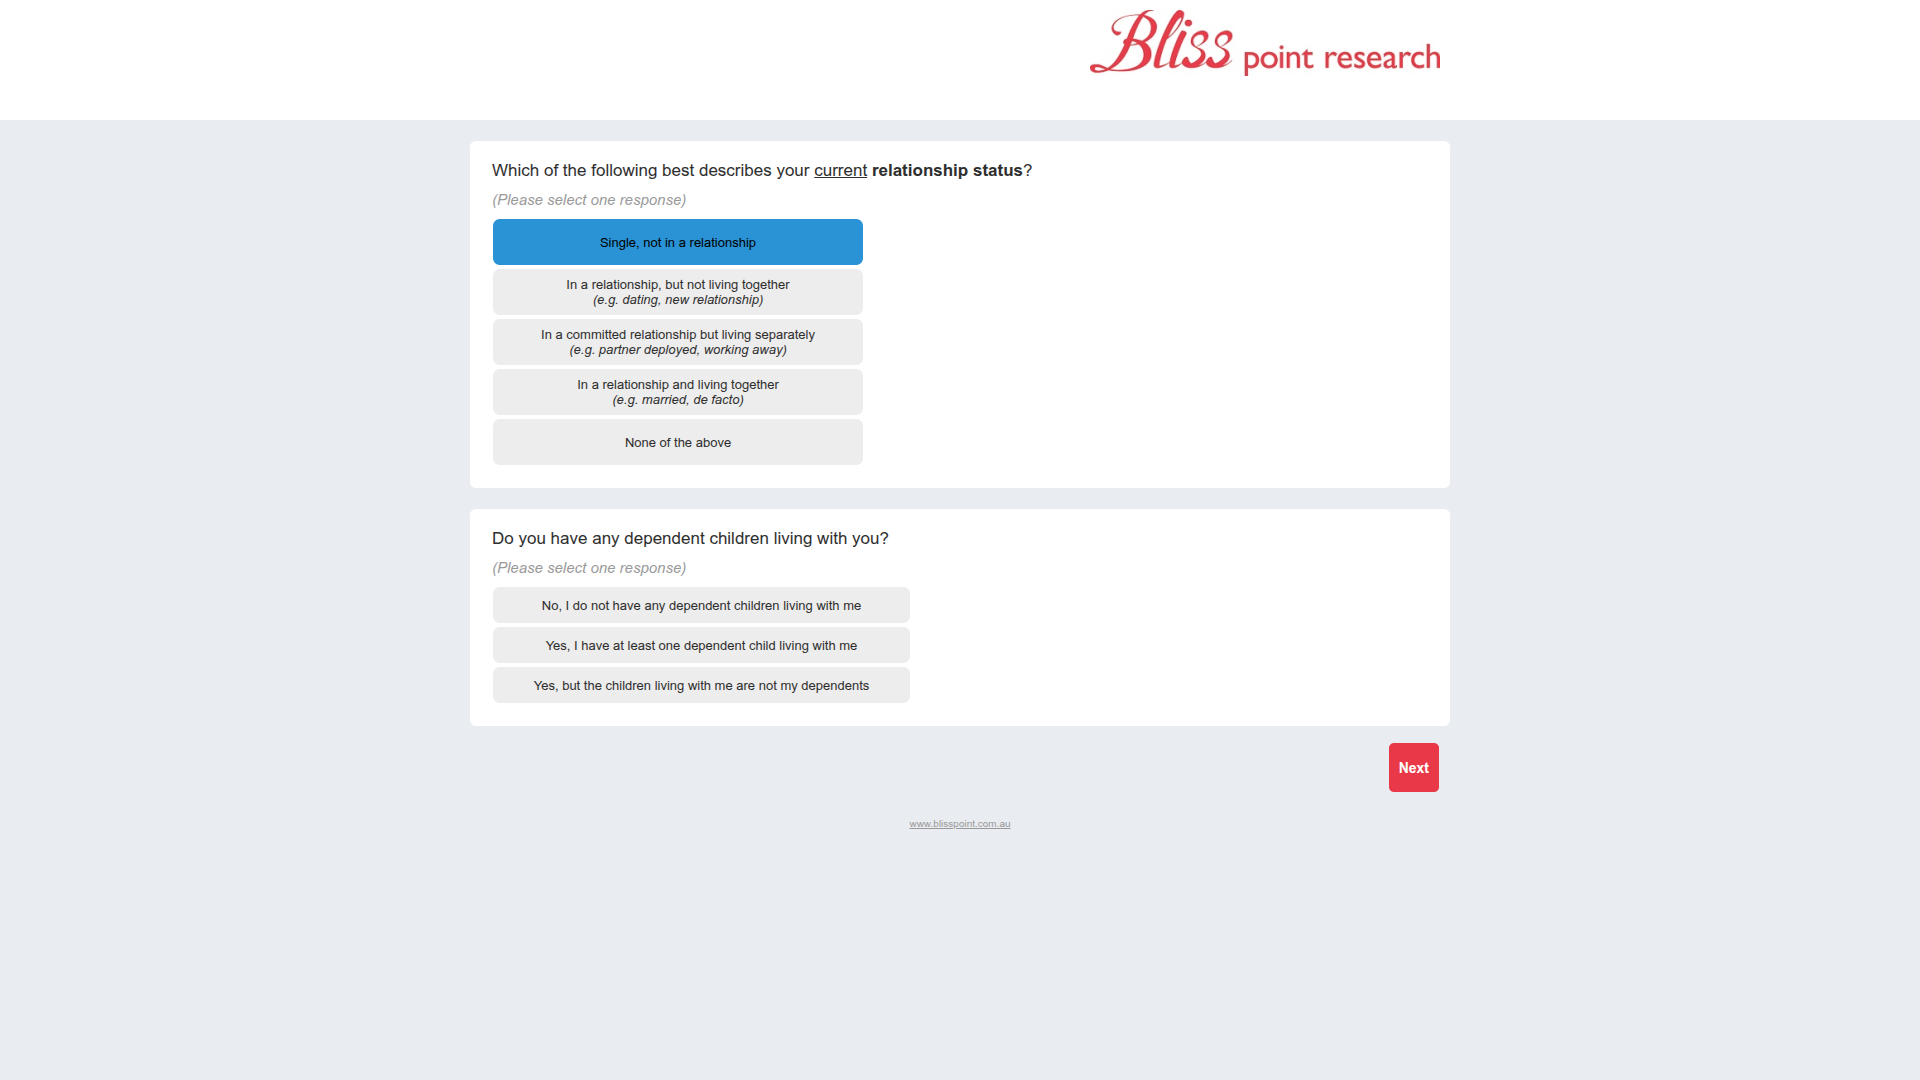 Bliss point research
Which of the following best describes your current relationship status?
(Please select one response)
Single, not in a relationship
In a relationship, but not living together
(e.g. dating, new relationship)
In a committed relationship but living separately
(e.g. partner deployed, working away)
In a relationship and living together
(e.g. married, de facto)
None of the above
Do you have any dependent children living with you?
(Please select one response)
No, I do not have any dependent children living with me
Yes, I have at least one dependent child living with me
Yes, but the children living with me are not my dependents
Next
www.blisspoint.com.au